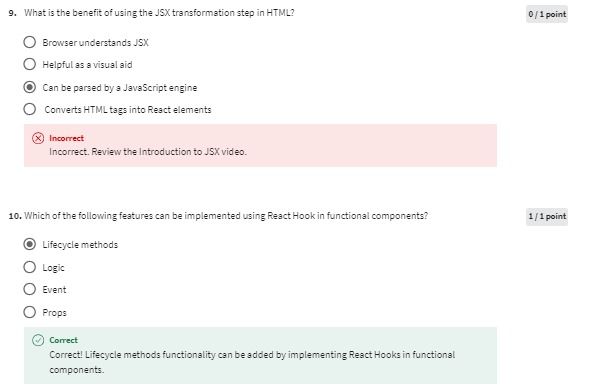 9. What is the benefit of using the JSX transformation step in HTML?
0 / 1 point
Browser understands JSX
Helpful as a visual aid
Can be parsed by a JavaScript engine
Converts HTML tags into React elements
Incorrect
Incorrect. Review the Introduction to JSX video.
10. Which of the following features can be implemented using React Hook in functional components?
1 / 1 point
Lifecycle methods
Logic
Event
Props
Correct
Correct! Lifecycle methods functionality can be added by implementing React Hooks in functional
components.